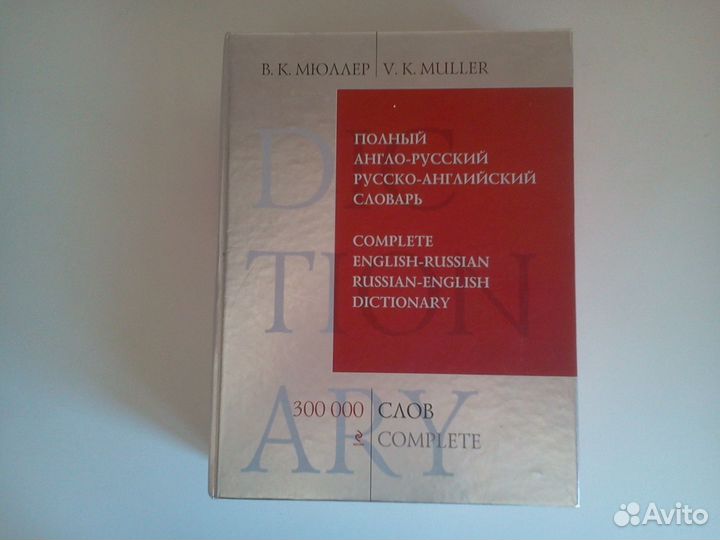 В. К. МЮЛЛЕР | V. K. MULLER
DIC
TION
ARY
ПОЛНЫЙ
АНГЛО-РУССКИЙ
РУССКО-АНГЛИЙСКИЙ
СЛОВАРЬ
COMPLETE
ENGLISH-RUSSIAN
RUSSIAN-ENGLISH
DICTIONARY
300 000 СЛОВ
COMPLETE
Avito